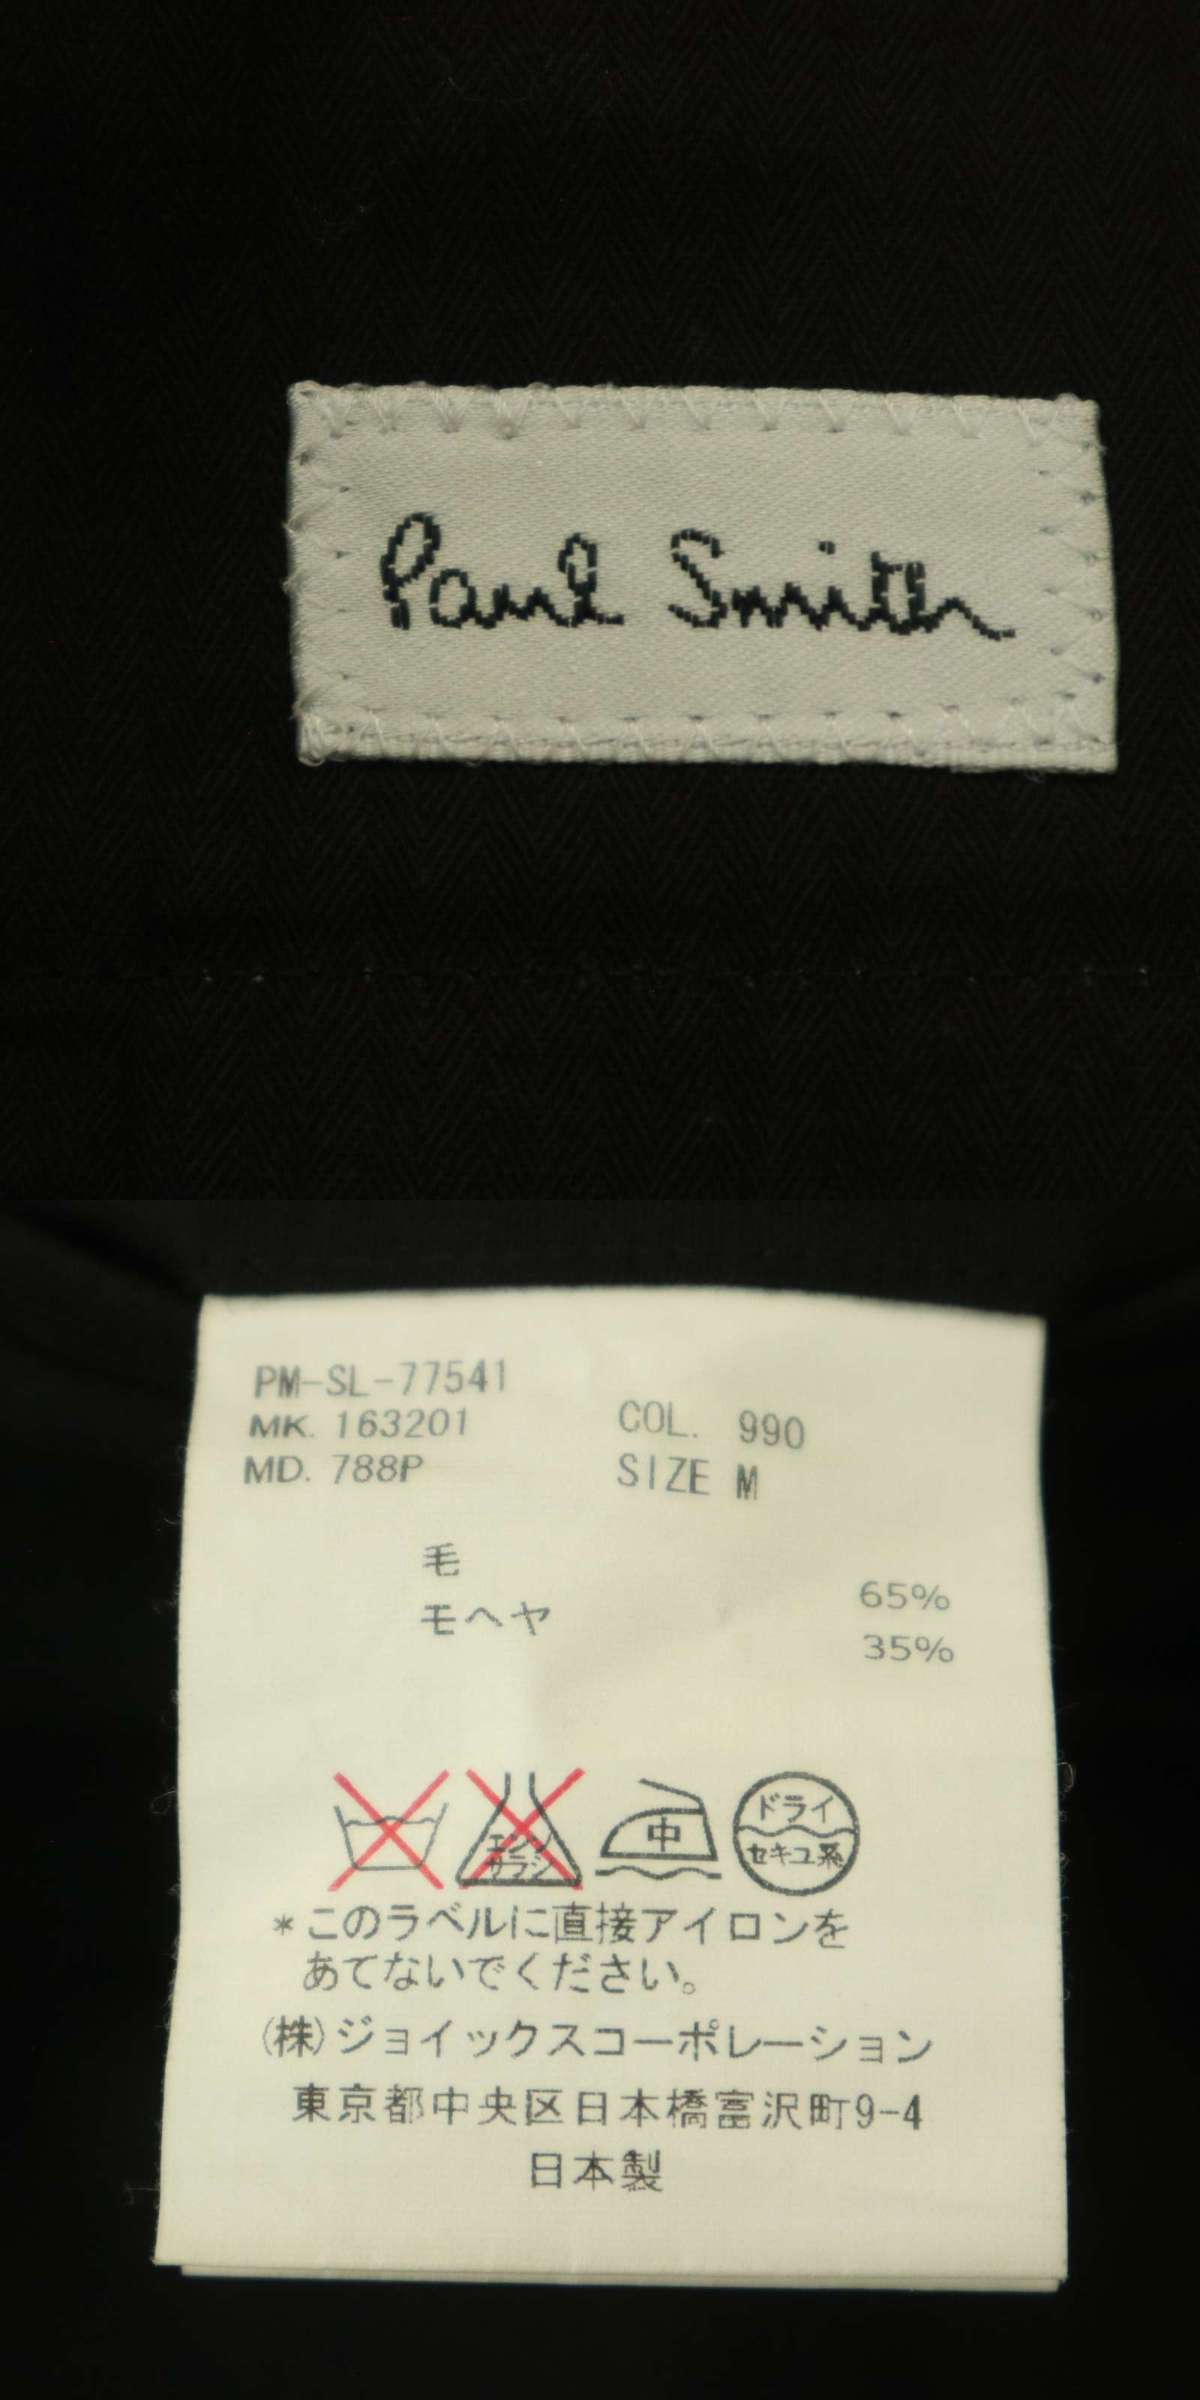 Paul Smith
PM-SL-77541
MK. 163201 COL. 990
MD. 788P SIZE M
毛 65%
モヘヤ 35%
エンソ
サラシ
中
ドライ
セキユ系
*このラベルに直接アイロンを
あてないでください。
(株)ジョイックスコーポレーション
東京都中央区日本橋富沢町9-4
日本製